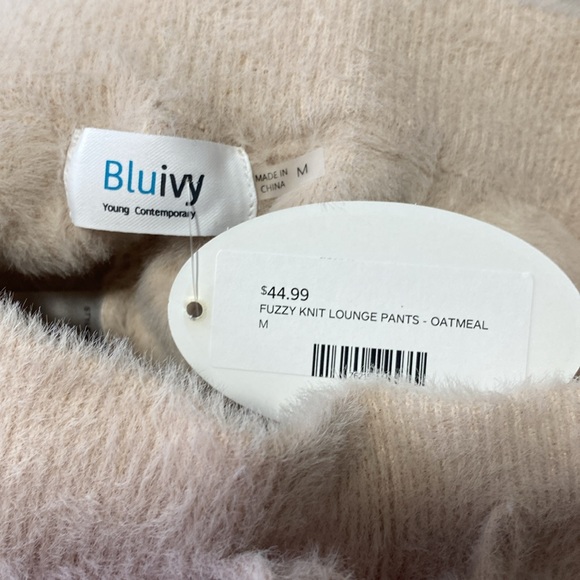 Bluivy
Young Contemporary
MADE IN
CHINA
M
$44.99
FUZZY KNIT LOUNGE PANTS - OATMEAL
M